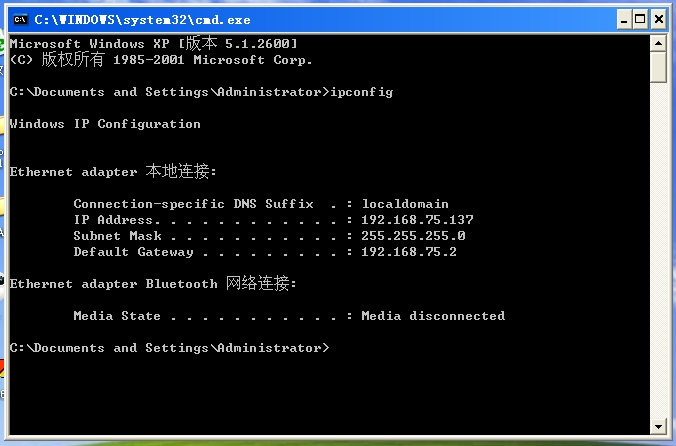 C:\WINDOWS\system32\cmd.exe
Microsoft Windows XP [版本 5.1.2600]
(C) 版权所有 1985-2001 Microsoft Corp.
C:\Documents and Settings\Administrator>ipconfig
Windows IP Configuration
Ethernet adapter 本地连接:
Connection-specific DNS Suffix  . : localdomain
IP Address. . . . . . . . . . . . : 192.168.75.137
Subnet Mask . . . . . . . . . . . : 255.255.255.0
Default Gateway . . . . . . . . . : 192.168.75.2
Ethernet adapter Bluetooth 网络连接:
Media State . . . . . . . . . . . : Media disconnected
C:\Documents and Settings\Administrator>